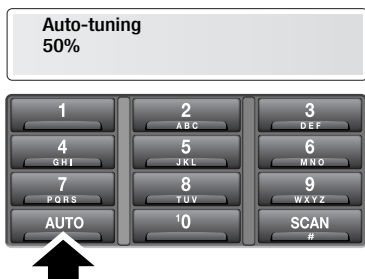 Auto-tuning
50%
1
2
ABC
3
DEF
4
GHI
5
JKL
6
MNO
7
PQRS
8
TUV
9
WXYZ
AUTO
10
SCAN
#